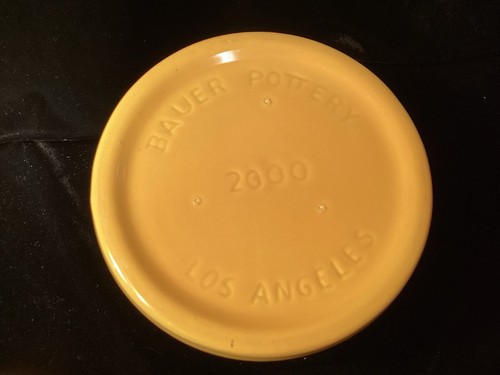 BAUER POTTERY
2000
LOS ANGELES